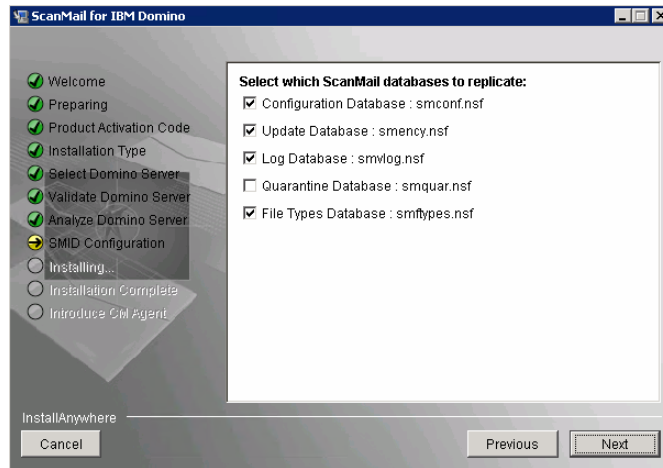 ScanMail for IBM Domino
Welcome
Preparing
Product Activation Code
Installation Type
Select Domino Server
Validate Domino Server
Analyze Domino Server
SMID Configuration
Installing...
Installation Complete
Introduce CM Agent
Select which ScanMail databases to replicate:
Configuration Database : smconf.nsf
Update Database : smency.nsf
Log Database : smvlog.nsf
Quarantine Database : smquar.nsf
File Types Database : smftypes.nsf
InstallAnywhere
Cancel
Previous
Next